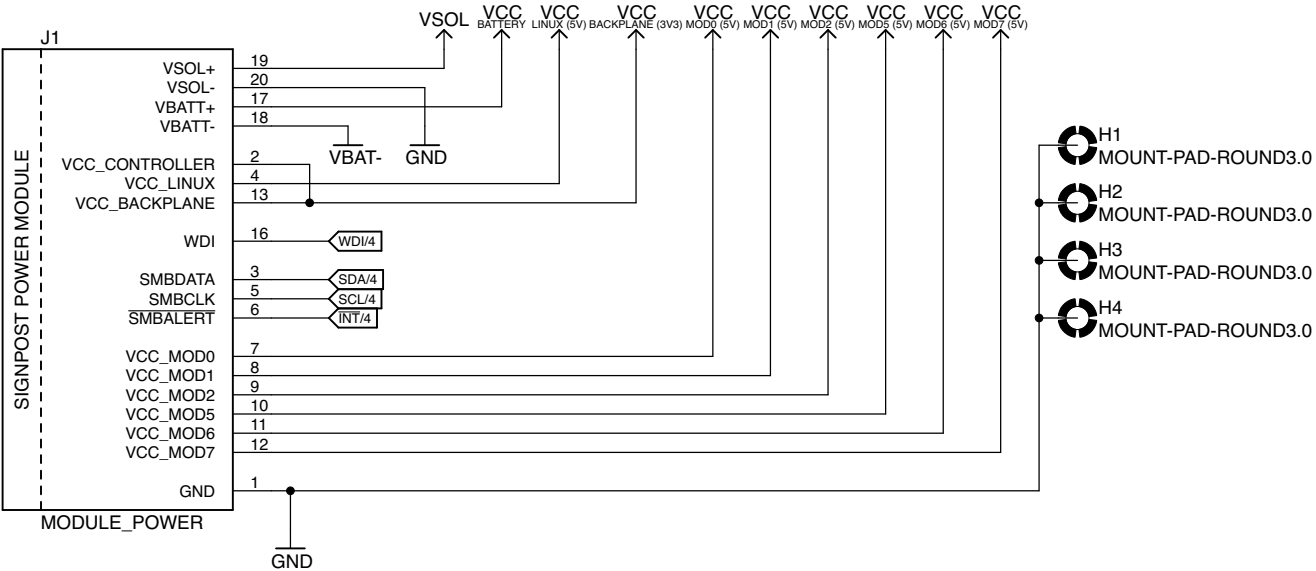 VSOL
VCC
BATTERY
VCC
LINUX (5V)
VCC
BACKPLANE (3V3)
VCC
MOD0 (5V)
VCC
MOD1 (5V)
VCC
MOD2 (5V)
VCC
MOD5 (5V)
VCC
MOD6 (5V)
VCC
MOD7 (5V)
J1
SIGNPOST POWER MODULE
VSOL+ 19
VSOL- 20
VBATT+ 17
VBATT- 18
VBAT-
GND
VCC_CONTROLLER 2
VCC_LINUX 4
VCC_BACKPLANE 13
WDI 16 WDI/4
SMBDATA 3 SDA/4
SMBCLK 5 SCL/4
SMBALERT 6 INT/4
VCC_MOD0 7
VCC_MOD1 8
VCC_MOD2 9
VCC_MOD5 10
VCC_MOD6 11
VCC_MOD7 12
GND 1
MODULE_POWER
GND
H1
MOUNT-PAD-ROUND3.0
H2
MOUNT-PAD-ROUND3.0
H3
MOUNT-PAD-ROUND3.0
H4
MOUNT-PAD-ROUND3.0